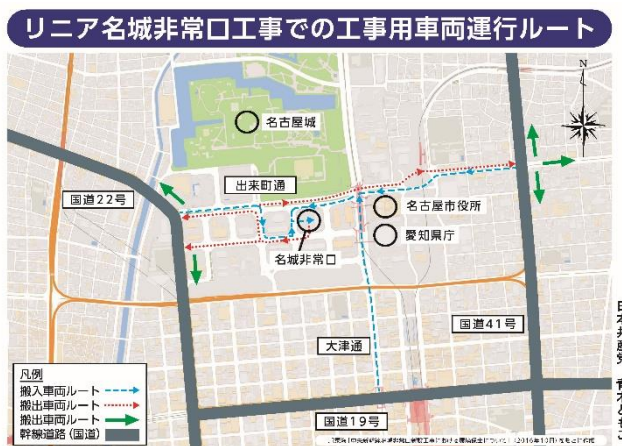 リニア名城非常口工事での工事用車両運行ルート
N
名古屋城
国道22号
出来町通
名古屋市役所
愛知県庁
名城非常口
国道41号
大津通
国道19号
凡例
搬入車両ルート
搬出車両ルート
搬出車両ルート
幹線道路(国道)